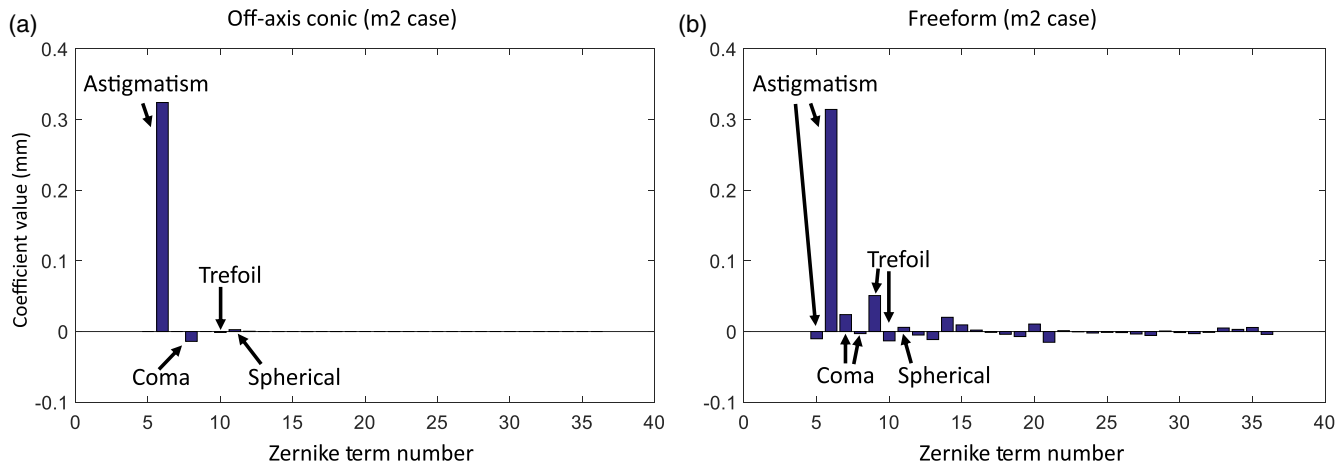 (a)
Off-axis conic (m2 case)
0.4
0.3
0.2
0.1
0
-0.1
Coefficient value (mm)
Astigmatism
Trefoil
Coma
Spherical
0 5 10 15 20 25 30 35 40
Zernike term number
(b)
Freeform (m2 case)
0.4
0.3
0.2
0.1
0
-0.1
Astigmatism
Trefoil
Coma
Spherical
0 5 10 15 20 25 30 35 40
Zernike term number